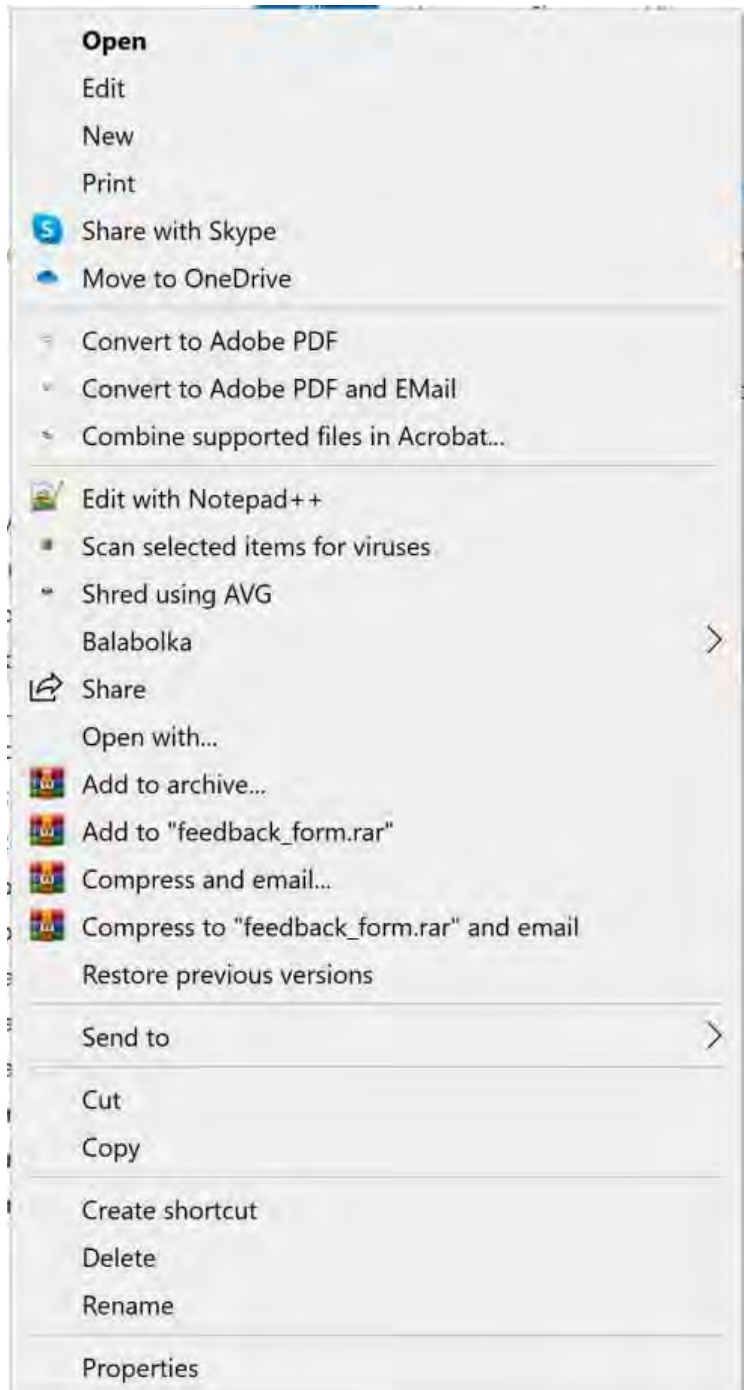 Open
Edit
New
Print
Share with Skype
Move to OneDrive
Convert to Adobe PDF
Convert to Adobe PDF and EMail
Combine supported files in Acrobat...
Edit with Notepad++
Scan selected items for viruses
Shred using AVG
Balabolka
Share
Open with...
Add to archive...
Add to "feedback_form.rar"
Compress and email...
Compress to "feedback_form.rar" and email
Restore previous versions
Send to
Cut
Copy
Create shortcut
Delete
Rename
Properties